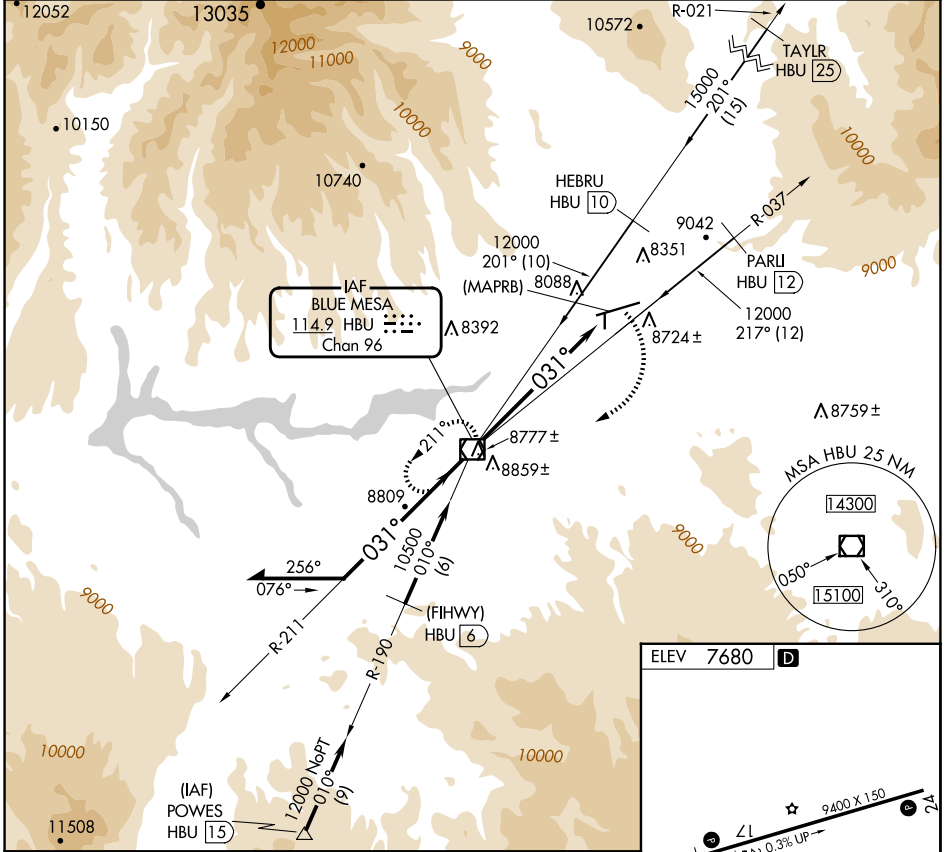 12052
13035
10572
R-021
TAYLR
HBU 25
12000
11000
9000
15000
201°
(15)
10150
10000
10000
10740
HEBRU
HBU 10
R-037
9042
12000
201° (10)
(MAPRB)
8088
8351
PARLI
HBU 12
9000
12000
217° (12)
IAF
BLUE MESA
114.9 HBU
Chan 96
8392
8724±
031°
8759±
211°
8777±
8859±
MSA HBU 25 NM
14300
050°
15100
310°
8809
031°
10500
010°
(6)
9000
256°
076°
9000
(FIHWY)
HBU 6
R-211
R-190
ELEV 7680 D
10000
10000
12000 NoPT
010°
(9)
(IAF)
POWES
HBU 15
11508
9400 X 150
P
24
P
17
0.3% UP